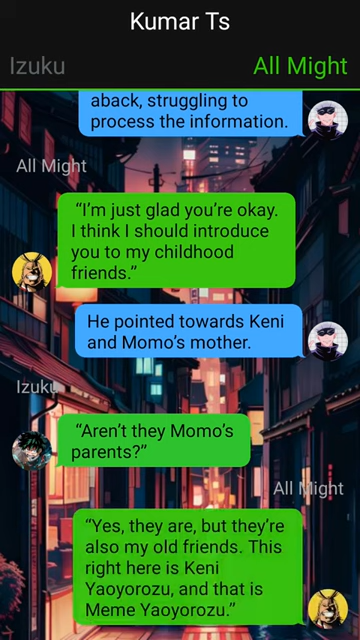 Kumar Ts
Izuku
All Might
aback, struggling to
process the information.
All Might
“I’m just glad you’re okay.
I think I should introduce
you to my childhood
friends.”
He pointed towards Keni
and Momo’s mother.
Izuku
“Aren’t they Momo’s
parents?”
All Might
“Yes, they are, but they’re
also my old friends. This
right here is Keni
Yaoyorozu, and that is
Meme Yaoyorozu.”